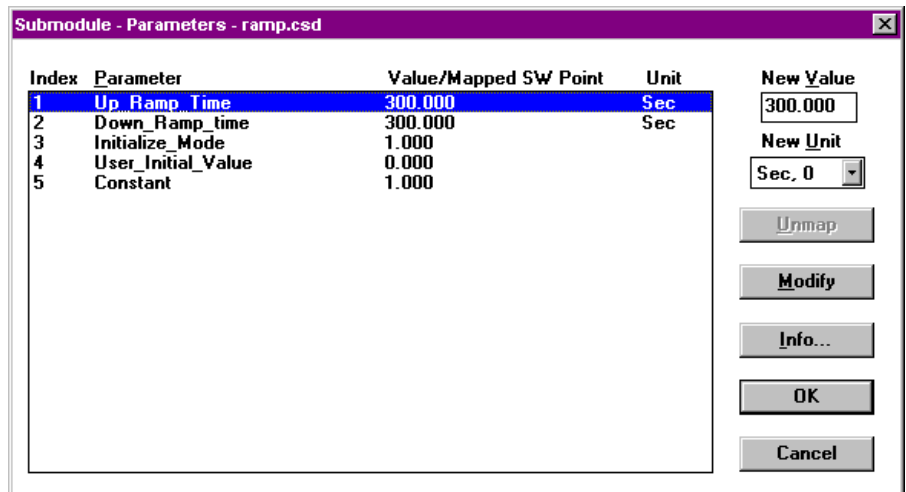 Submodule - Parameters - ramp.csd
Index Parameter Value/Mapped SW Point Unit
1 Up_Ramp_Time 300.000 Sec
2 Down_Ramp_time 300.000 Sec
3 Initialize_Mode 1.000
4 User_Initial_Value 0.000
5 Constant 1.000
New Value
300.000
New Unit
Sec, 0
Unmap
Modify
Info...
OK
Cancel